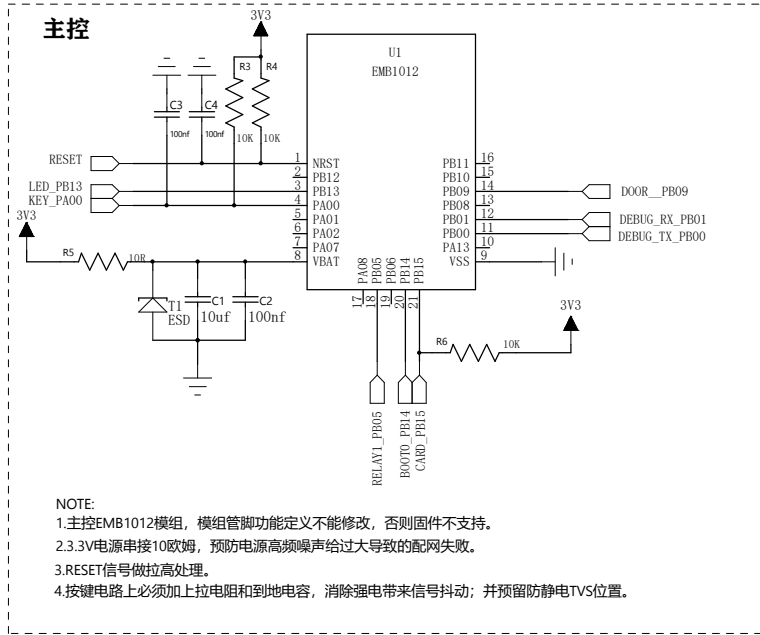 主控
3V3
U1
EMB1012
R3
R4
C3
C4
100nf
100nf
10K
10K
RESET
LED_PB13
KEY_PA00
1 NRST
2 PB12
3 PB13
4 PA00
5 PA01
6 PA02
7 PA07
8 VBAT
PB11 16
PB10 15
PB09 14
PB08 13
PB01 12
PB00 11
PA13 10
VSS 9
DOOR__PB09
DEBUG_RX_PB01
DEBUG_TX_PB00
3V3
R5
10R
T1
ESD
C1
10uf
C2
100nf
PA08 17
PB05 18
PB06 19
PB14 20
PB15 21
3V3
R6
10K
RELAY1_PB05
BOOT0_PB14
CARD_PB15
NOTE:
1.主控EMB1012模组，模组管脚功能定义不能修改，否则固件不支持。
2.3.3V电源串接10欧姆，预防电源高频噪声给过大导致的配网失败。
3.RESET信号做拉高处理。
4.按键电路上必须加上拉电阻和到地电容，消除强电带来信号抖动；并预留防静电TVS位置。